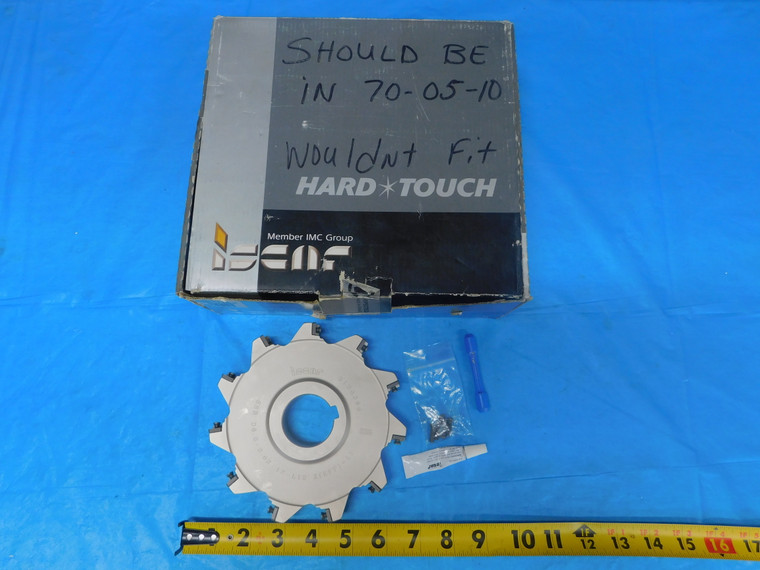 SHOULD BE
iN 70-05-10
Wouldnt Fit
HARD TOUCH
Member IMC Group
iscar
1 2 3 4 5 6 7 8 9 10 11 12 13 14 15 16 17